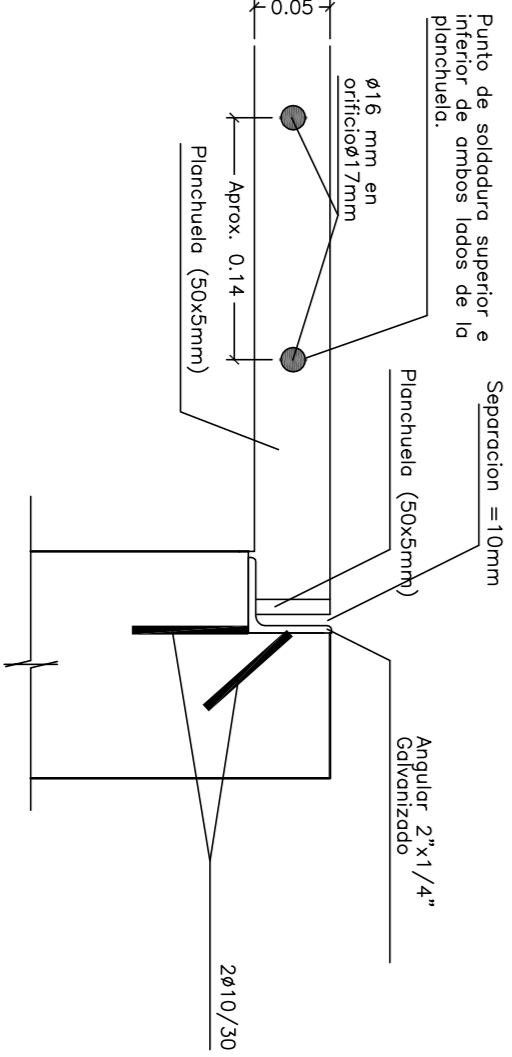 0.05
Punto de soldadura superior e
inferior de ambos lados de la
planchuela.
ø16 mm en
orificioø17mm
Aprox. 0.14
Planchuela (50x5mm)
Separacion =10mm
Planchuela (50x5mm)
Angular 2"x1/4"
Galvanizado
2ø10/30